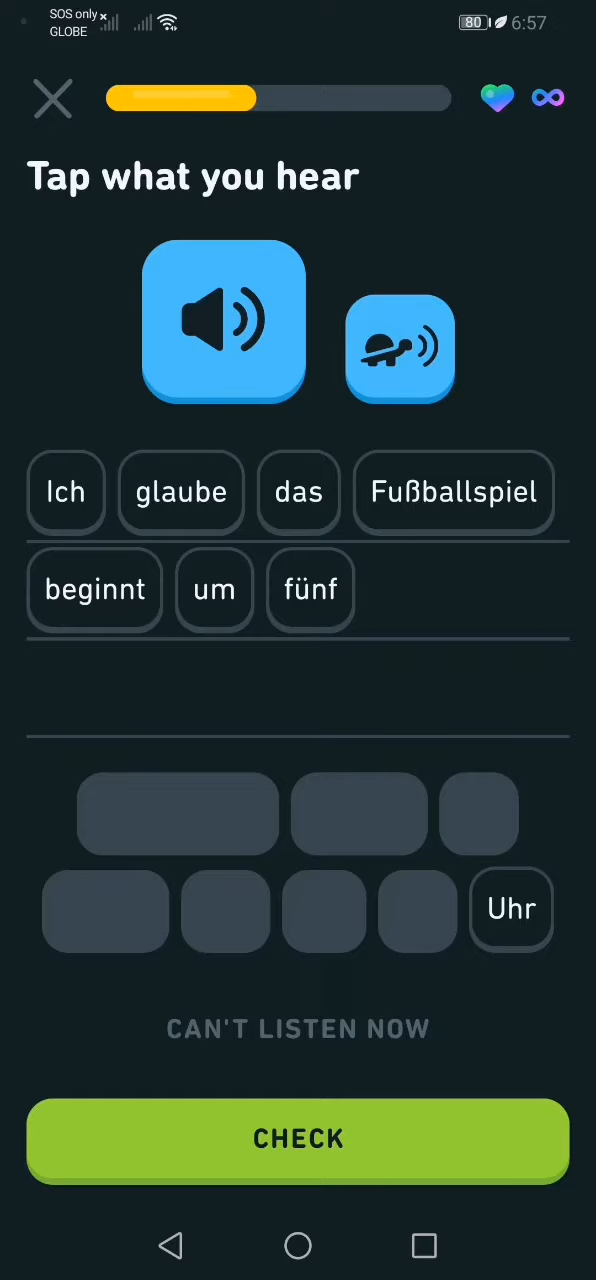 SOS only
GLOBE
80
6:57
Tap what you hear
Ich glaube das Fußballspiel
beginnt um fünf
Uhr
CAN'T LISTEN NOW
CHECK